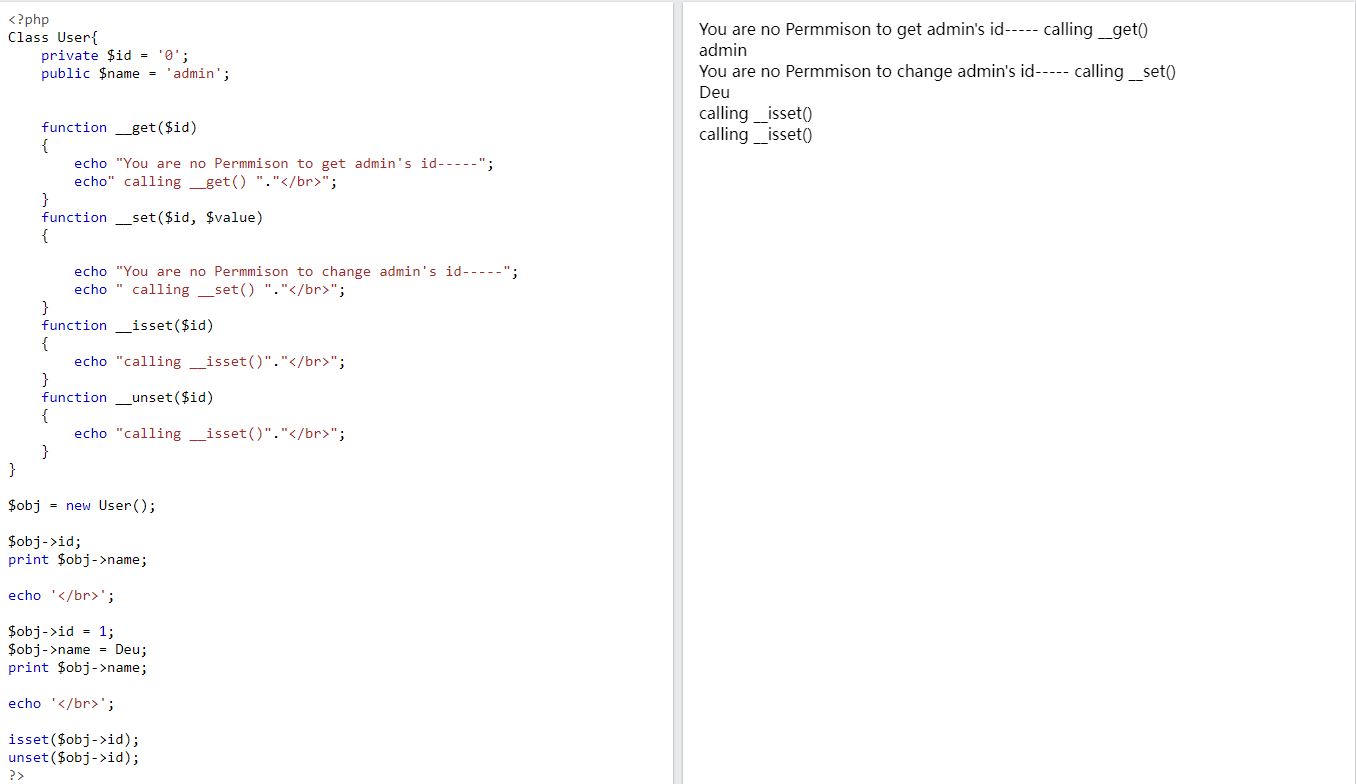 <?php
Class User{
    private $id = '0';
    public $name = 'admin';
    function __get($id)
    {
        echo "You are no Permmison to get admin's id-----";
        echo" calling __get() "."</br>";
    }
    function __set($id, $value)
    {
        echo "You are no Permmison to change admin's id-----";
        echo " calling __set() "."</br>";
    }
    function __isset($id)
    {
        echo "calling __isset()"."</br>";
    }
    function __unset($id)
    {
        echo "calling __isset()"."</br>";
    }
}
$obj = new User();
$obj->id;
print $obj->name;
echo '</br>';
$obj->id = 1;
$obj->name = Deu;
print $obj->name;
echo '</br>';
isset($obj->id);
unset($obj->id);
?>
You are no Permmison to get admin's id----- calling __get()
admin
You are no Permmison to change admin's id----- calling __set()
Deu
calling __isset()
calling __isset()